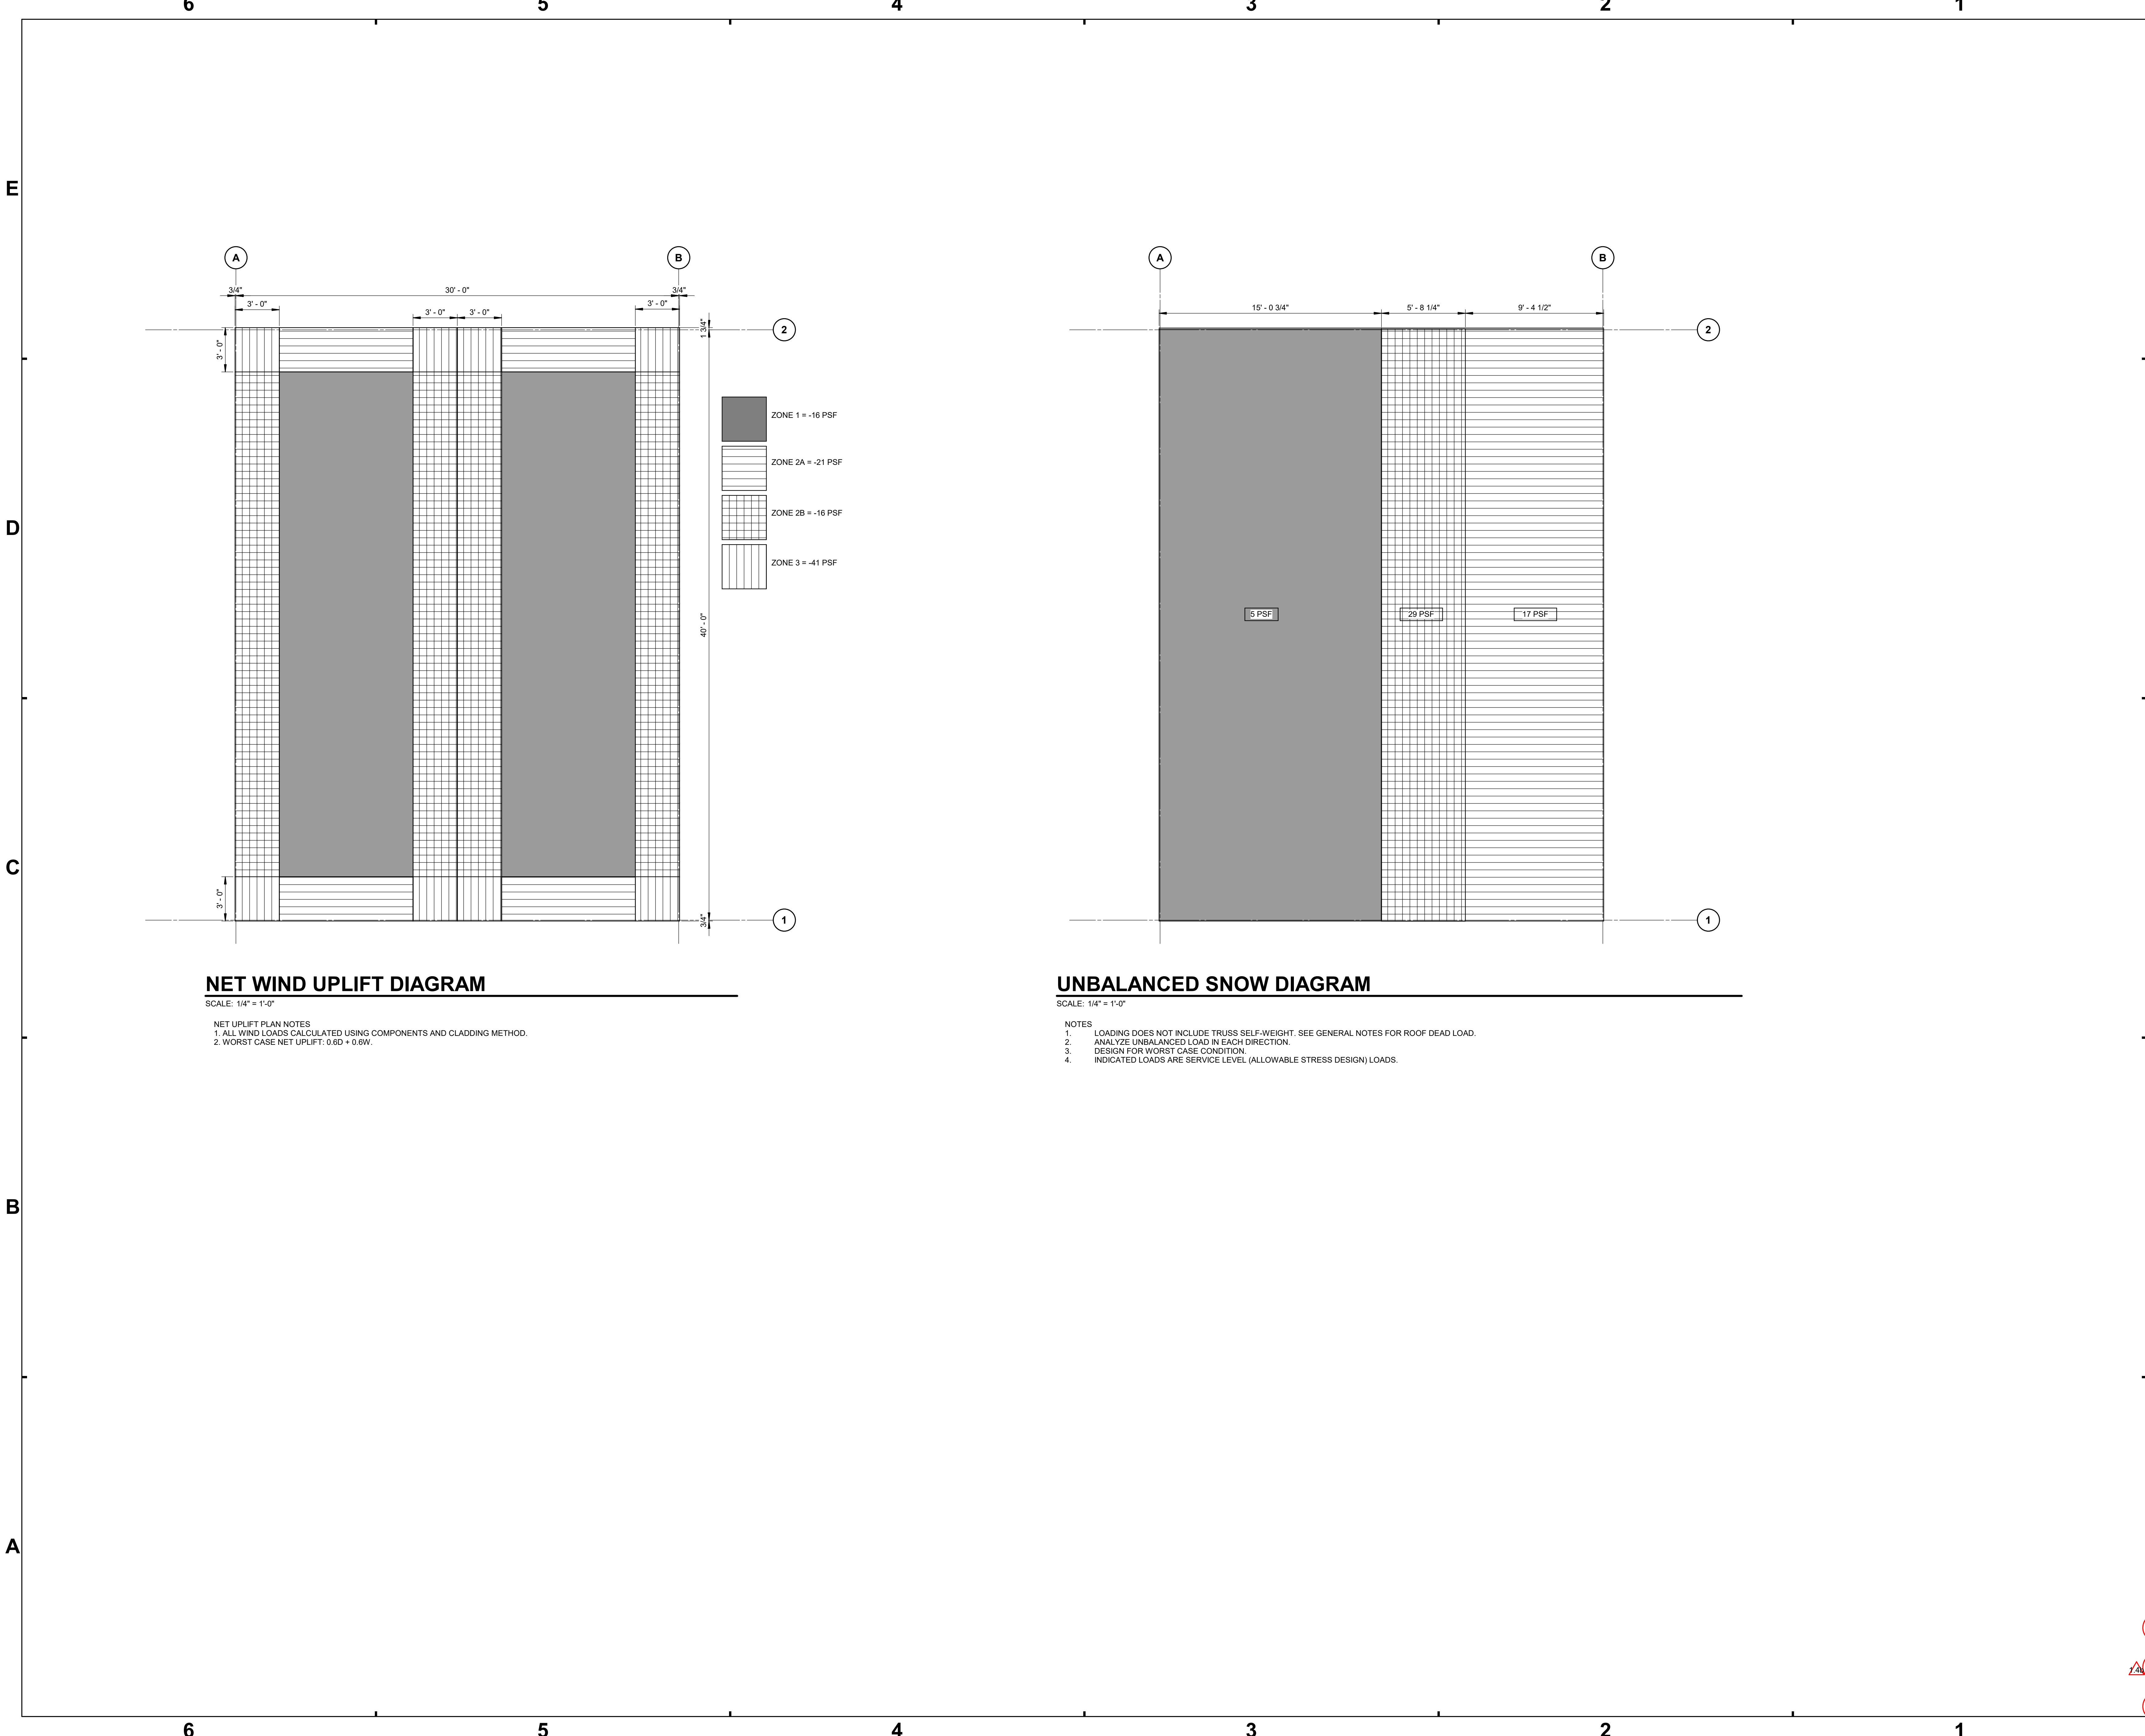 6 5 4 3 2 1
E
D
C
B
A
A B
3/4" 30' - 0" 3/4"
3' - 0" 3' - 0"
3' - 0" 3' - 0"
1 3/4"
2
3' - 0"
ZONE 1 = -16 PSF
ZONE 2A = -21 PSF
ZONE 2B = -16 PSF
ZONE 3 = -41 PSF
40' - 0"
3' - 0"
3/4"
1
NET WIND UPLIFT DIAGRAM
SCALE: 1/4" = 1'-0"
NET UPLIFT PLAN NOTES
1. ALL WIND LOADS CALCULATED USING COMPONENTS AND CLADDING METHOD.
2. WORST CASE NET UPLIFT: 0.6D + 0.6W.
A B
15' - 0 3/4" 5' - 8 1/4" 9' - 4 1/2"
2
5 PSF 29 PSF 17 PSF
1
UNBALANCED SNOW DIAGRAM
SCALE: 1/4" = 1'-0"
NOTES
1. LOADING DOES NOT INCLUDE TRUSS SELF-WEIGHT. SEE GENERAL NOTES FOR ROOF DEAD LOAD.
2. ANALYZE UNBALANCED LOAD IN EACH DIRECTION.
3. DESIGN FOR WORST CASE CONDITION.
4. INDICATED LOADS ARE SERVICE LEVEL (ALLOWABLE STRESS DESIGN) LOADS.
6 5 4 3 2 1